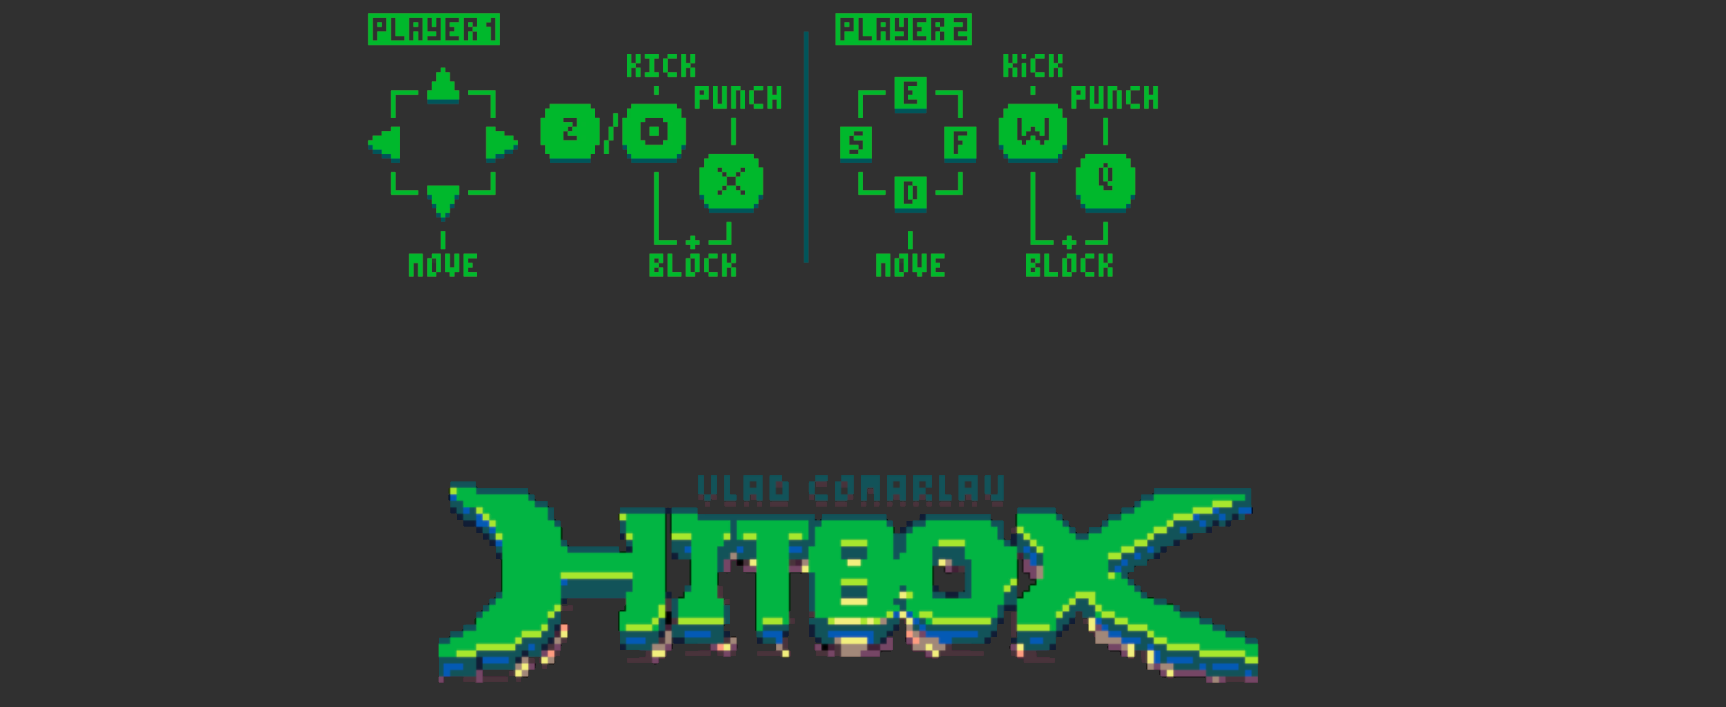 PLAYER 1
KICK
PUNCH
Z / O
X
+
MOVE
BLOCK
PLAYER 2
KiCK
PUNCH
E
S
F
D
W
Q
+
MOVE
BLOCK
VLAD COMARLAU
HITBOX